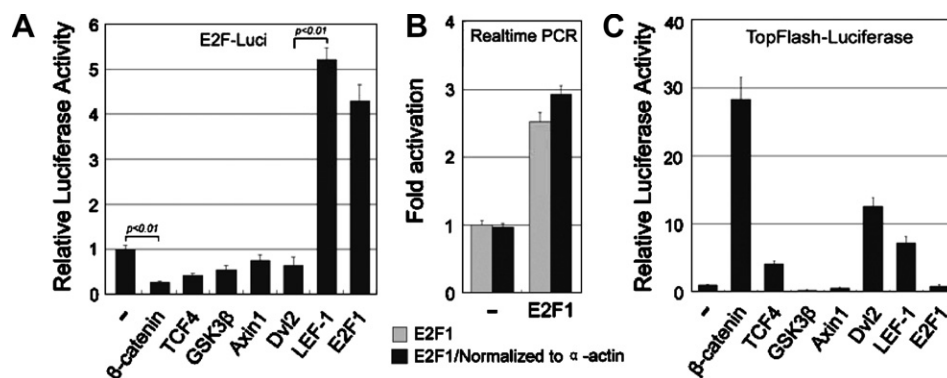 A
Relative Luciferase Activity
E2F-Luci
6
5
4
3
2
1
0
p<0.01
p<0.01
-
β-catenin
TCF4
GSK3β
Axin1
Dvl2
LEF-1
E2F1
B
Fold activation
Realtime PCR
4
3
2
1
0
-
E2F1
E2F1
E2F1/Normalized to α-actin
C
Relative Luciferase Activity
TopFlash-Luciferase
40
30
20
10
0
-
β-catenin
TCF4
GSK3β
Axin1
Dvl2
LEF-1
E2F1